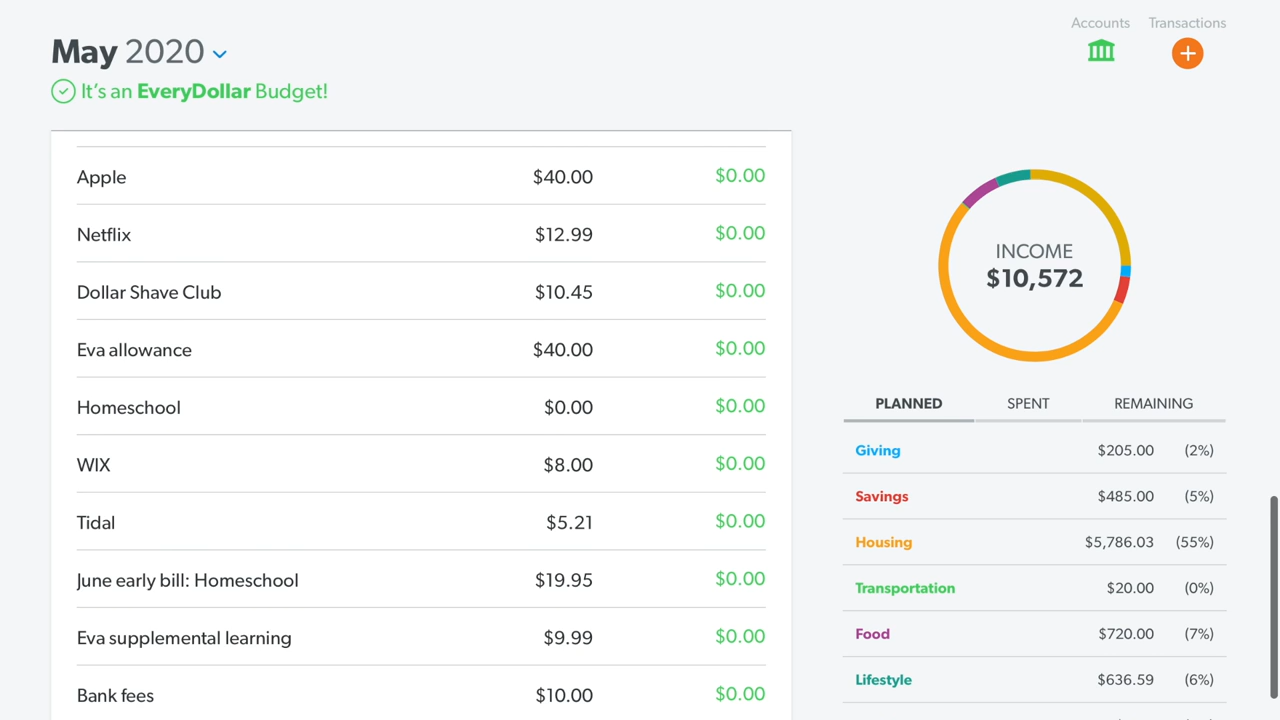 Accounts Transactions
May 2020
It's an EveryDollar Budget!
Apple $40.00 $0.00
Netflix $12.99 $0.00
Dollar Shave Club $10.45 $0.00
Eva allowance $40.00 $0.00
Homeschool $0.00 $0.00
WIX $8.00 $0.00
Tidal $5.21 $0.00
June early bill: Homeschool $19.95 $0.00
Eva supplemental learning $9.99 $0.00
Bank fees $10.00 $0.00
INCOME
$10,572
PLANNED SPENT REMAINING
Giving $205.00 (2%)
Savings $485.00 (5%)
Housing $5,786.03 (55%)
Transportation $20.00 (0%)
Food $720.00 (7%)
Lifestyle $636.59 (6%)